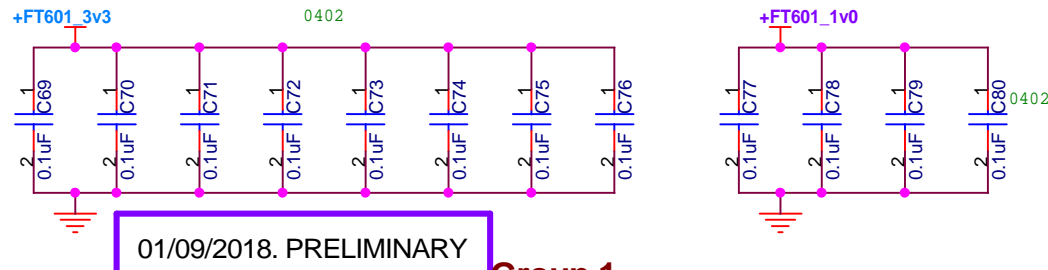 +FT601_3v3
0402
+FT601_1v0
1 C69 2 0.1uF
1 C70 2 0.1uF
1 C71 2 0.1uF
1 C72 2 0.1uF
1 C73 2 0.1uF
1 C74 2 0.1uF
1 C75 2 0.1uF
1 C76 2 0.1uF
1 C77 2 0.1uF
1 C78 2 0.1uF
1 C79 2 0.1uF
1 C80 2 0.1uF
0402
01/09/2018. PRELIMINARY
Group 1